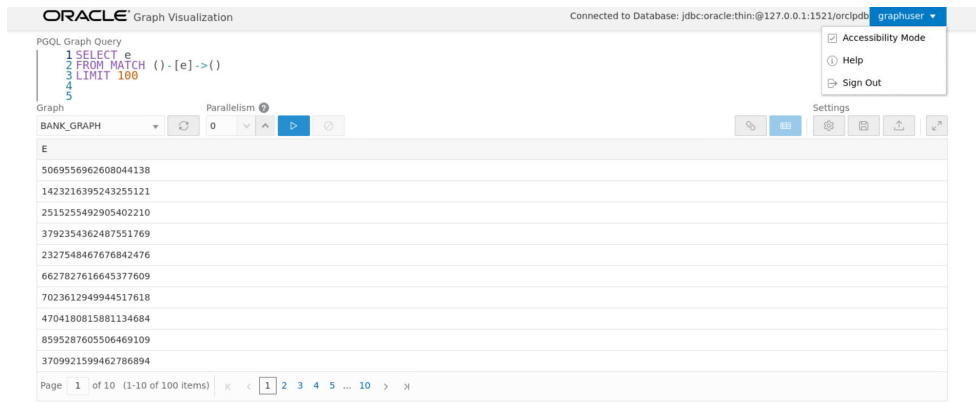 ORACLE® Graph Visualization
Connected to Database: jdbc:oracle:thin:@127.0.0.1:1521/orclpdb graphuser
Accessibility Mode
Help
Sign Out
PGQL Graph Query
1 SELECT e
2 FROM MATCH ()-[e]->()
3 LIMIT 100
4
5
Graph Parallelism ? Settings
BANK_GRAPH 0
E
5069556962608044138
1423216395243255121
2515255492905402210
3792354362487551769
2327548467676842476
6627827616645377609
7023612949944517618
4704180815881134684
8595287605506469109
3709921599462786894
Page 1 of 10 (1-10 of 100 items) 1 2 3 4 5 ... 10